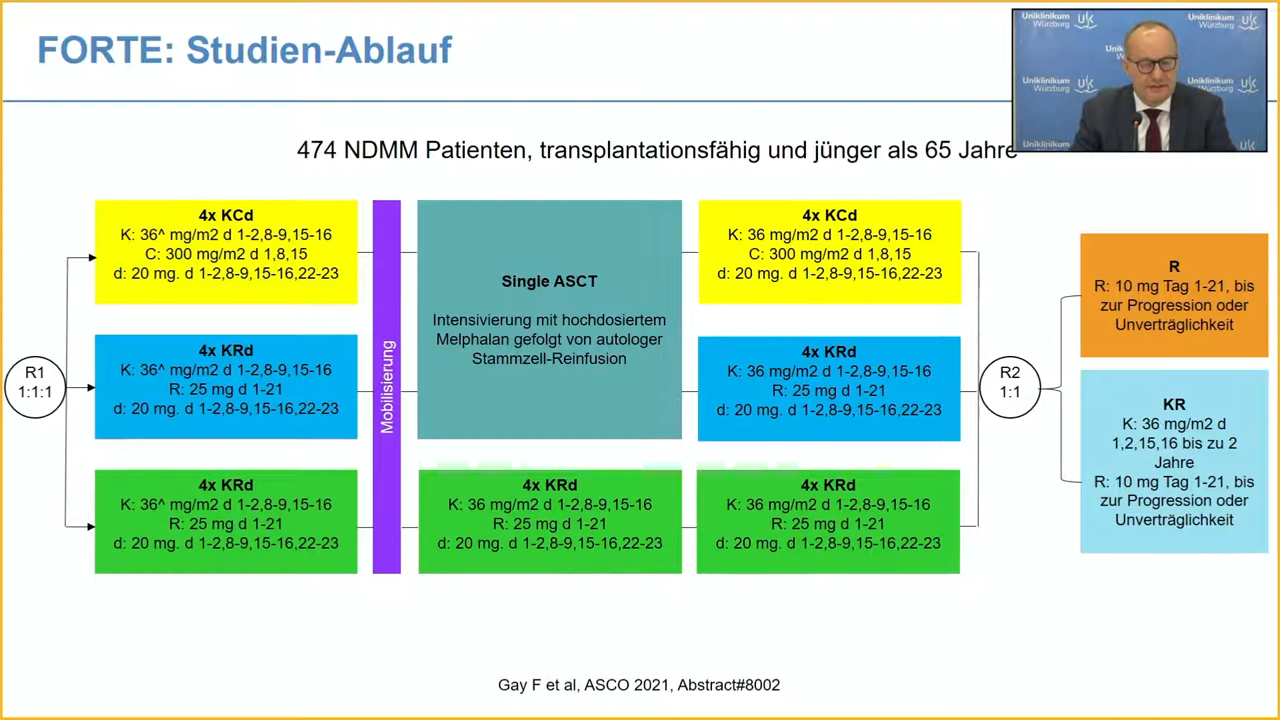 FORTE: Studien-Ablauf
Uniklinikum
Würzburg
Uniklinikum
Würzburg
Uniklinikum
Würzburg
Uniklinikum
Würzburg
Uniklinikum
Würzburg
474 NDMM Patienten, transplantationsfähig und jünger als 65 Jahre
R1
1:1:1
4x KCd
K: 36^ mg/m2 d 1-2,8-9,15-16
C: 300 mg/m2 d 1,8,15
d: 20 mg. d 1-2,8-9,15-16,22-23
4x KRd
K: 36^ mg/m2 d 1-2,8-9,15-16
R: 25 mg d 1-21
d: 20 mg. d 1-2,8-9,15-16,22-23
4x KRd
K: 36^ mg/m2 d 1-2,8-9,15-16
R: 25 mg d 1-21
d: 20 mg. d 1-2,8-9,15-16,22-23
Mobilisierung
Single ASCT
Intensivierung mit hochdosiertem
Melphalan gefolgt von autologer
Stammzell-Reinfusion
4x KRd
K: 36 mg/m2 d 1-2,8-9,15-16
R: 25 mg d 1-21
d: 20 mg. d 1-2,8-9,15-16,22-23
4x KCd
K: 36 mg/m2 d 1-2,8-9,15-16
C: 300 mg/m2 d 1,8,15
d: 20 mg. d 1-2,8-9,15-16,22-23
4x KRd
K: 36 mg/m2 d 1-2,8-9,15-16
R: 25 mg d 1-21
d: 20 mg. d 1-2,8-9,15-16,22-23
4x KRd
K: 36 mg/m2 d 1-2,8-9,15-16
R: 25 mg d 1-21
d: 20 mg. d 1-2,8-9,15-16,22-23
R2
1:1
R
R: 10 mg Tag 1-21, bis
zur Progression oder
Unverträglichkeit
KR
K: 36 mg/m2 d
1,2,15,16 bis zu 2
Jahre
R: 10 mg Tag 1-21, bis
zur Progression oder
Unverträglichkeit
Gay F et al, ASCO 2021, Abstract#8002